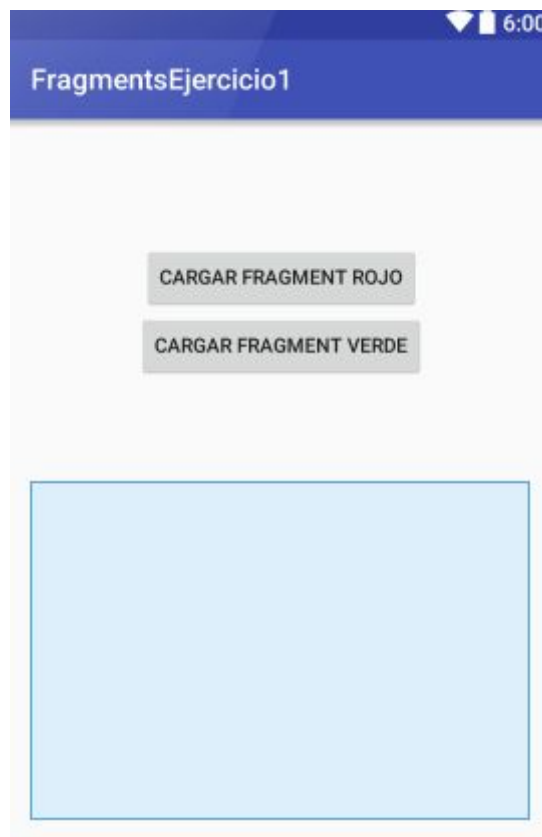 6:00
FragmentsEjercicio1
CARGAR FRAGMENT ROJO
CARGAR FRAGMENT VERDE